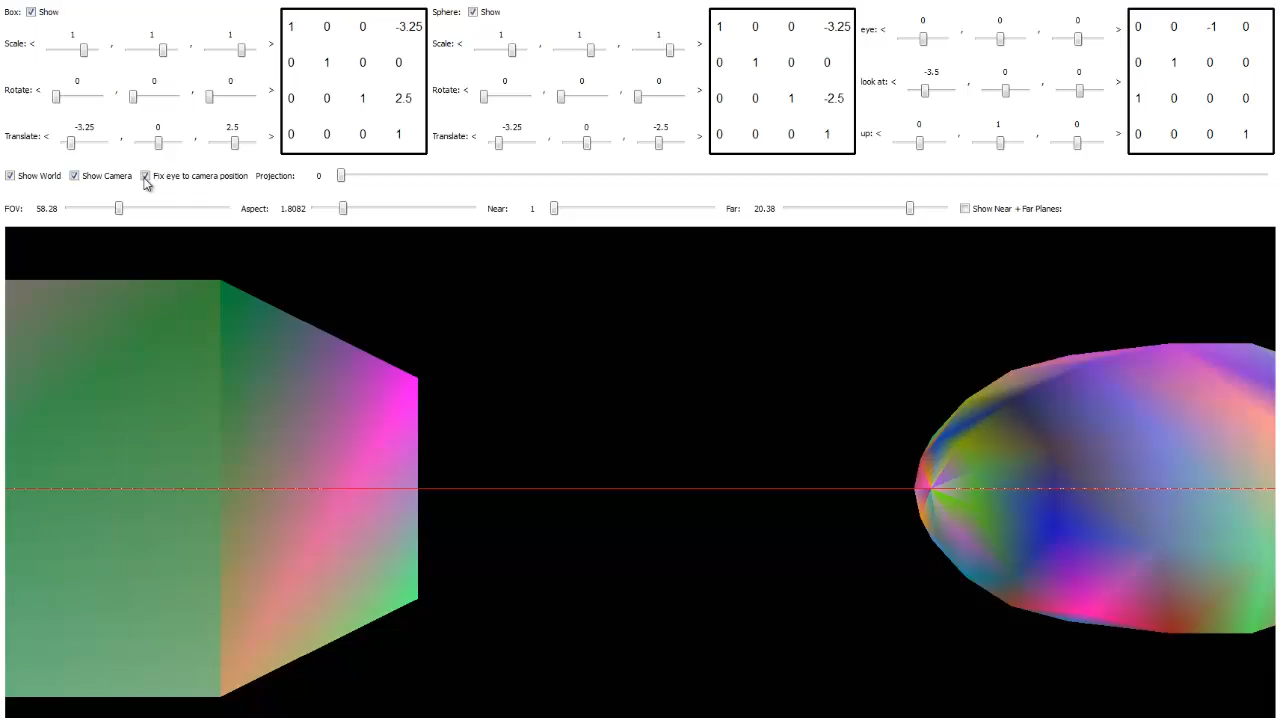 Box: Show
Scale: < 1 , 1 , 1 >
Rotate: < 0 , 0 , 0 >
Translate: < -3.25 , 0 , 2.5 >
1 0 0 -3.25
0 1 0 0
0 0 1 2.5
0 0 0 1
Sphere: Show
Scale: < 1 , 1 , 1 >
Rotate: < 0 , 0 , 0 >
Translate: < -3.25 , 0 , -2.5 >
1 0 0 -3.25
0 1 0 0
0 0 1 -2.5
0 0 0 1
eye: < 0 , 0 , 0 >
look at: < -3.5 , 0 , 0 >
up: < 0 , 1 , 0 >
0 0 -1 0
0 1 0 0
1 0 0 0
0 0 0 1
Show World Show Camera Fix eye to camera position Projection: 0
FOV: 58.28 Aspect: 1.8082 Near: 1 Far: 20.38 Show Near + Far Planes: